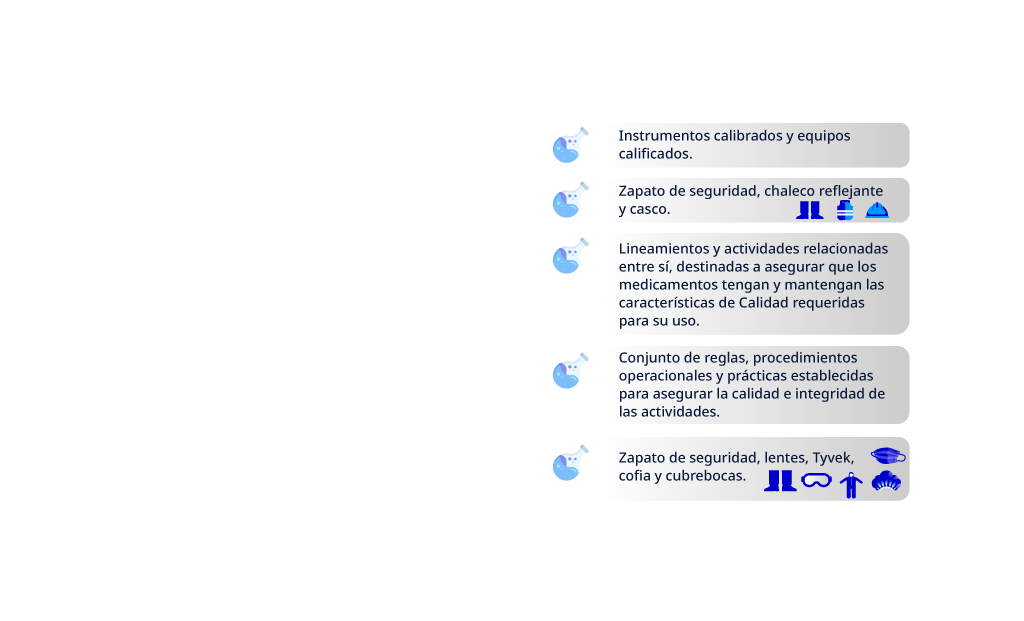 Instrumentos calibrados y equipos
calificados.
Zapato de seguridad, chaleco reflejante
y casco.
Lineamientos y actividades relacionadas
entre sí, destinadas a asegurar que los
medicamentos tengan y mantengan las
características de Calidad requeridas
para su uso.
Conjunto de reglas, procedimientos
operacionales y prácticas establecidas
para asegurar la calidad e integridad de
las actividades.
Zapato de seguridad, lentes, Tyvek,
cofia y cubrebocas.